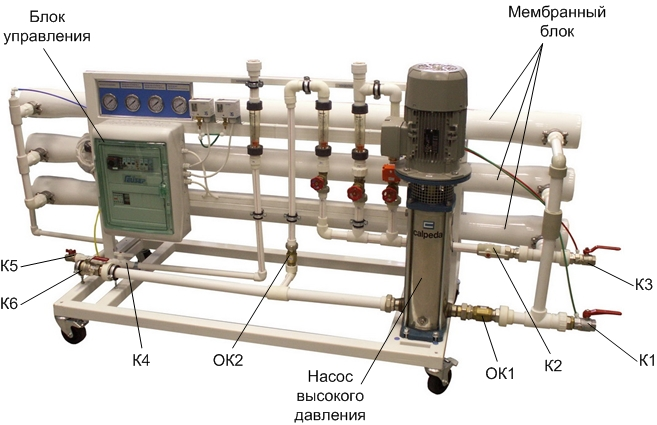 Блок
управления
Мембранный
блок
calpeda
К5
К6
К3
К4
ОК2
Насос
высокого
давления
ОК1
К2
К1